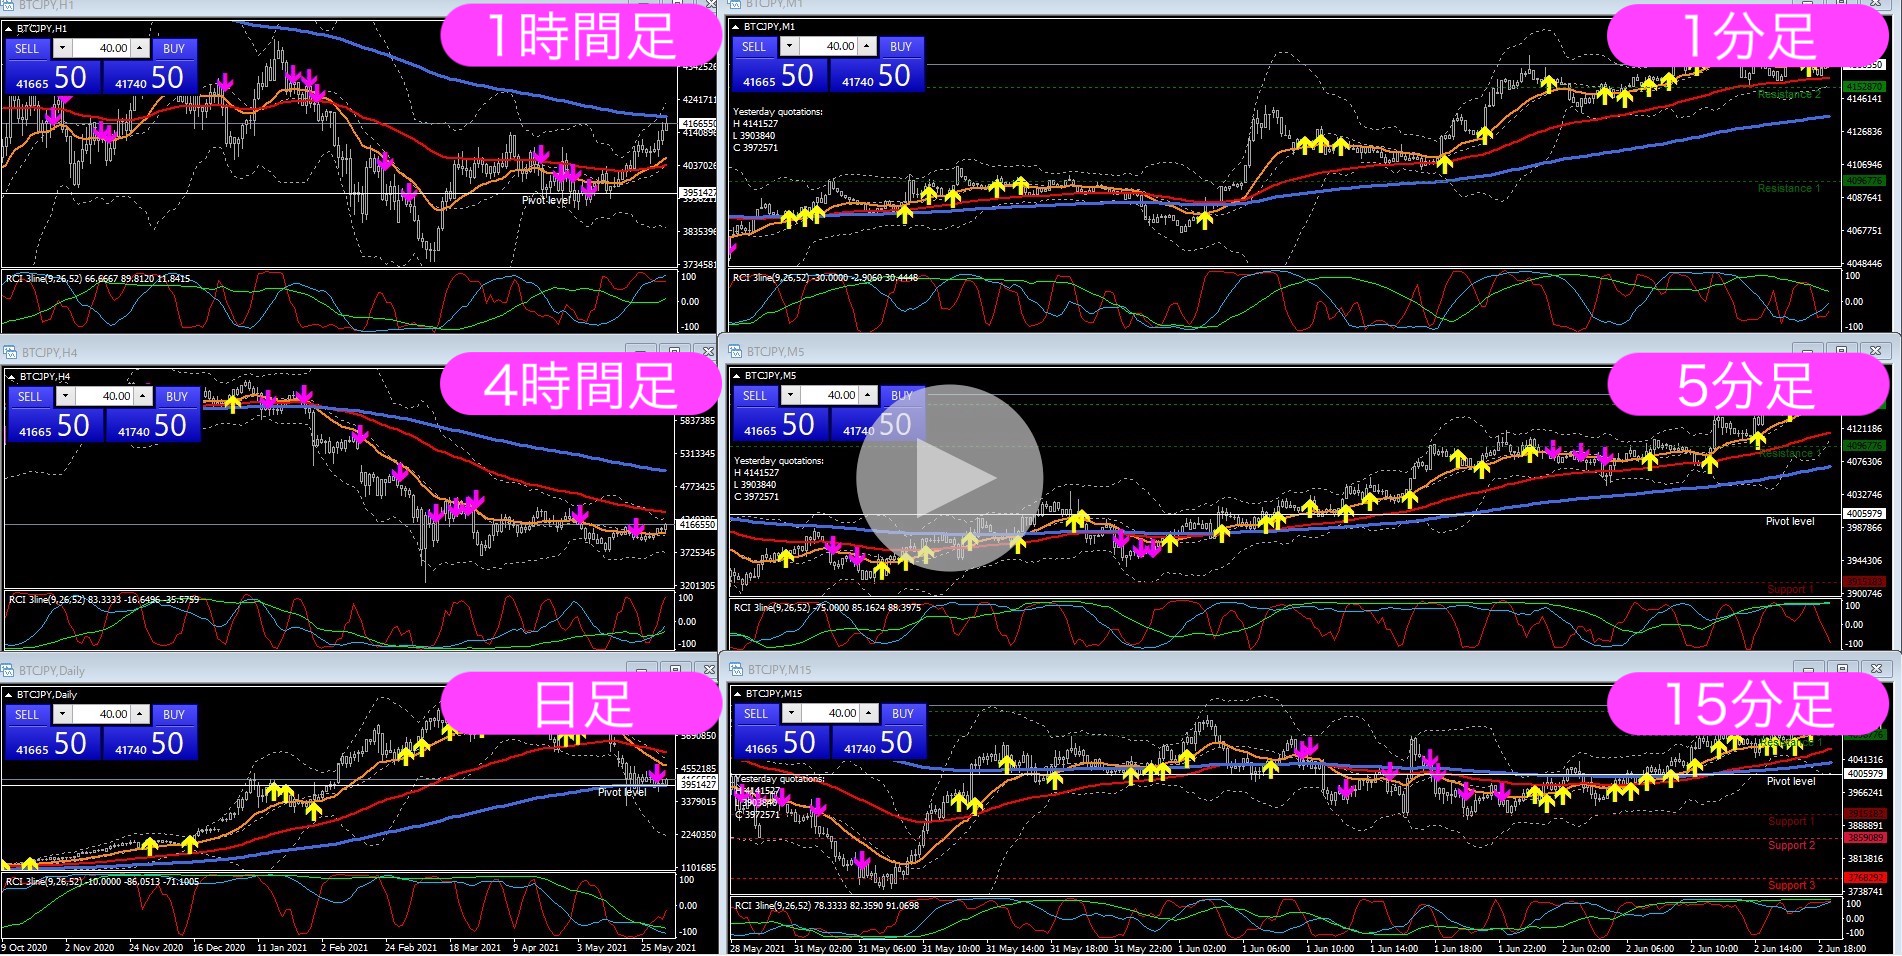 BTCJPY,H1
1時間足
BTCJPY,H1
SELL 40.00 BUY
41665 50 41740 50
4241711
4166550
4140896
4037026
3951427
Pivot level
3835396
3734581
RCI 3line(9,26,52) 66.6667 89.8120 11.8415
100
0.00
-100
BTCJPY,M1
1分足
BTCJPY,M1
SELL 40.00 BUY
41665 50 41740 50
Yesterday quotations:
H 4141527
L 3903840
C 3972571
4152870
Resistance 2
4146141
4126836
4106946
4096776
Resistance 1
4087641
4067751
4048446
RCI 3line(9,26,52) -30.0000 -2.9060 30.4448
100
0.00
-100
BTCJPY,H4
4時間足
BTCJPY,H4
SELL 40.00 BUY
41665 50 41740 50
5837385
5313345
4773425
4166550
3725345
3201305
RCI 3line(9,26,52) 83.3333 -16.6496 -35.5759
100
0.00
-100
BTCJPY,M5
5分足
BTCJPY,M5
SELL 40.00 BUY
41665 50 41740 50
Yesterday quotations:
H 4141527
L 3903840
C 3972571
4121186
4096776
Resistance 1
4076306
4032746
4005979
Pivot level
3987866
3944306
Support 1
3900746
RCI 3line(9,26,52) -75.0000 85.1624 88.3975
100
0.00
-100
BTCJPY,Daily
日足
BTCJPY,Daily
SELL 40.00 BUY
41665 50 41740 50
5690850
4552185
3951427
Pivot level
3379015
2240350
1101685
RCI 3line(9,26,52) -10.0000 -86.0513 -71.1005
100
0.00
-100
9 Oct 2020 2 Nov 2020 24 Nov 2020 16 Dec 2020 11 Jan 2021 2 Feb 2021 24 Feb 2021 18 Mar 2021 9 Apr 2021 3 May 2021 25 May 2021
BTCJPY,M15
15分足
BTCJPY,M15
SELL 40.00 BUY
41665 50 41740 50
Yesterday quotations:
H 4141527
L 3903840
C 3972571
4041316
4005979
Pivot level
3966241
Support 1
3888891
3859089
Support 2
3813816
3768292
Support 3
3738741
RCI 3line(9,26,52) 78.3333 82.3590 91.0698
100
0.00
-100
28 May 2021 31 May 02:00 31 May 06:00 31 May 10:00 31 May 14:00 31 May 18:00 31 May 22:00 1 Jun 02:00 1 Jun 06:00 1 Jun 10:00 1 Jun 14:00 1 Jun 18:00 1 Jun 22:00 2 Jun 02:00 2 Jun 06:00 2 Jun 10:00 2 Jun 14:00 2 Jun 18:00